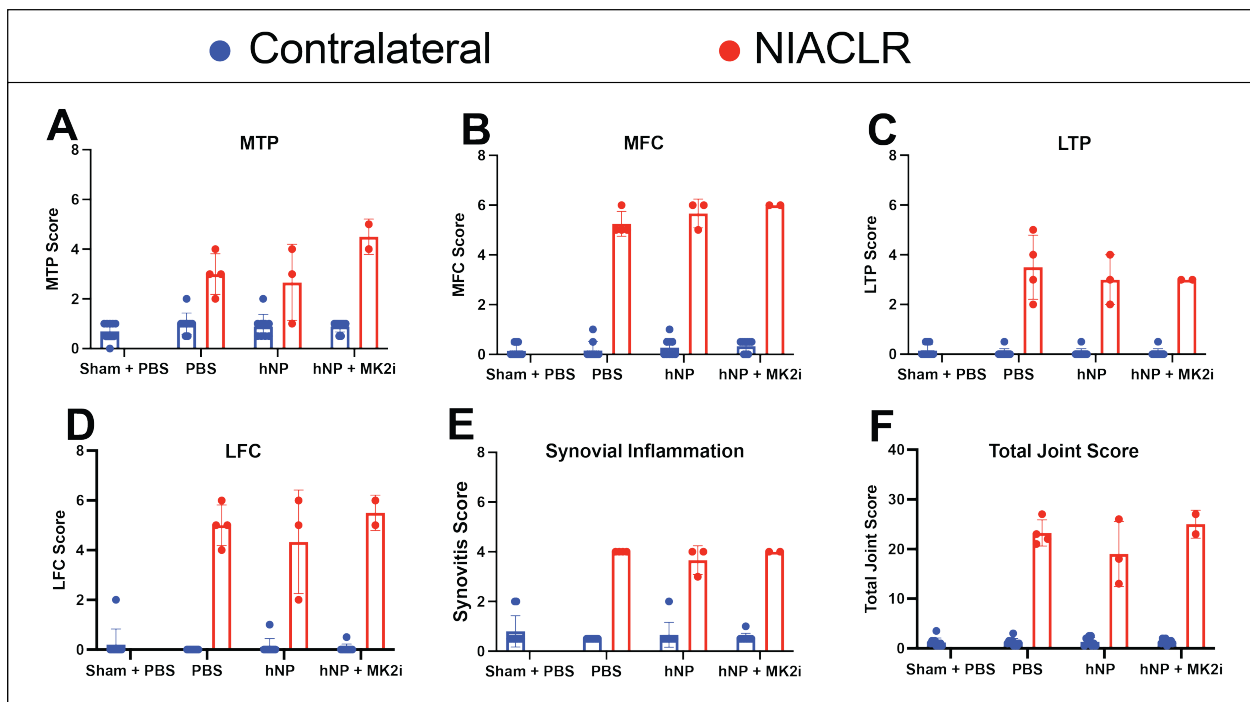 Contralateral NIACLR
A
MTP
MTP Score
8
6
4
2
0
Sham + PBS PBS hNP hNP + MK2i
B
MFC
MFC Score
8
6
4
2
0
Sham + PBS PBS hNP hNP + MK2i
C
LTP
LTP Score
8
6
4
2
0
Sham + PBS PBS hNP hNP + MK2i
D
LFC
LFC Score
8
6
4
2
0
Sham + PBS PBS hNP hNP + MK2i
E
Synovial Inflammation
Synovitis Score
8
6
4
2
0
Sham + PBS PBS hNP hNP + MK2i
F
Total Joint Score
Total Joint Score
40
30
20
10
0
Sham + PBS PBS hNP hNP + MK2i